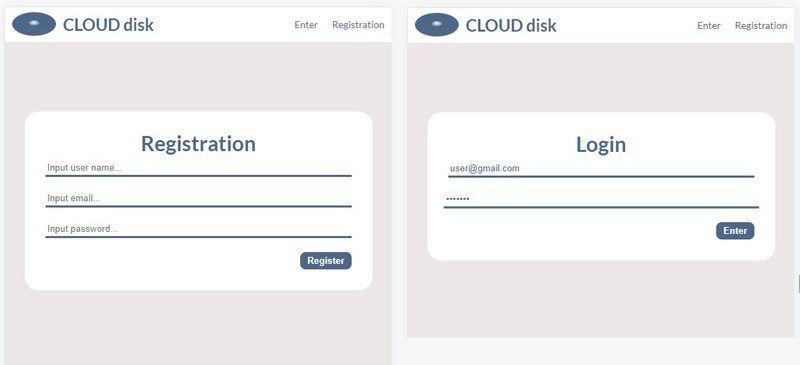 CLOUD disk Enter Registration
Registration
Input user name...
Input email...
Input password...
Register
CLOUD disk Enter Registration
Login
user@gmail.com
•••••••
Enter